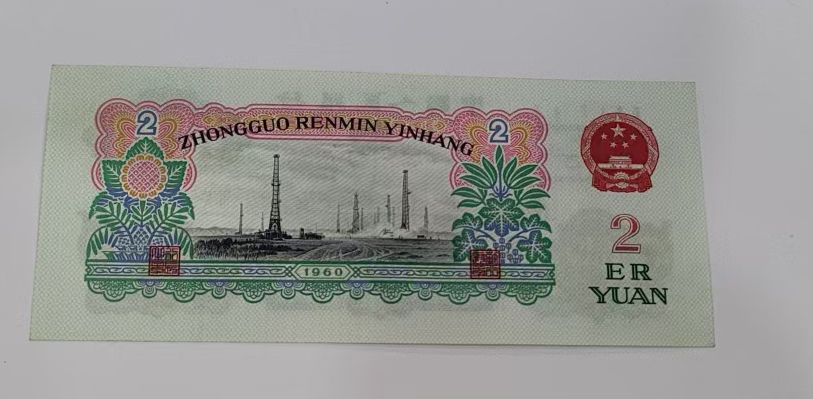 2 ZHONGGUO RENMIN YINHANG 2
1960
2
ER
YUAN